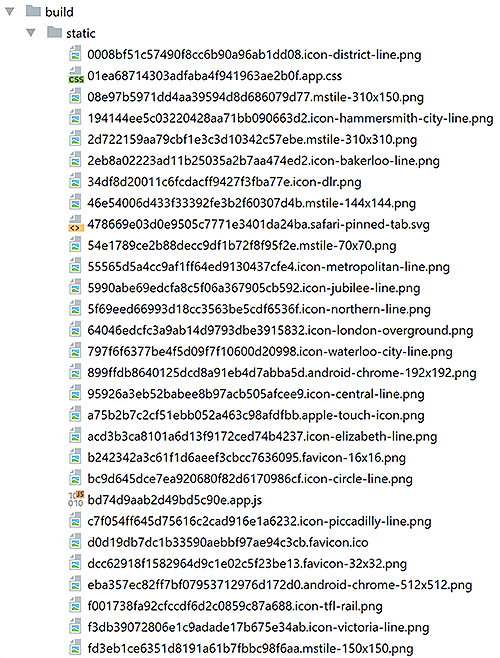 build
static
0008bf51c57490f8cc6b90a96ab1dd08.icon-district-line.png
01ea68714303adfaba4f941963ae2b0f.app.css
08e97b5971dd4aa39594d8d686079d77.mstile-310x150.png
194144ee5c03220428aa71bb090663d2.icon-hammersmith-city-line.png
2d722159aa79cbf1e3c3d10342c57ebe.mstile-310x310.png
2eb8a02223ad11b25035a2b7aa474ed2.icon-bakerloo-line.png
34df8d20011c6fcdacff9427f3fba77e.icon-dlr.png
46e54006d433f33392fe3b2f60307d4b.mstile-144x144.png
478669e03d0e9505c7771e3401da24ba.safari-pinned-tab.svg
54e1789ce2b88decc9df1b72f8f95f2e.mstile-70x70.png
55565d5a4cc9af1ff64ed9130437cfe4.icon-metropolitan-line.png
5990abe69edcfa8c5f06a367905cb592.icon-jubilee-line.png
5f69eed66993d18cc3563be5cdf6536f.icon-northern-line.png
64046edcfc3a9ab14d9793dbe3915832.icon-london-overground.png
797f6f6377be4f5d09f7f10600d20998.icon-waterloo-city-line.png
899ffdb8640125dcd8a91eb4d7abba5d.android-chrome-192x192.png
95926a3eb52babee8b97acb505afcee9.icon-central-line.png
a75b2b7c2cf51ebb052a463c98afdfbb.apple-touch-icon.png
acd3b3ca8101a6d13f9172ced74b4237.icon-elizabeth-line.png
b242342a3c61f1d6aeef3cbcc7636095.favicon-16x16.png
bc9d645dce7ea920680f82d6170986cf.icon-circle-line.png
bd74d9aab2d49bd5c90e.app.js
c7f054ff645d75616c2cad916e1a6232.icon-piccadilly-line.png
d0d19db7dc1b33590aebbf97ae94c3cb.favicon.ico
dcc62918f1582964d9c1e02c5f23be13.favicon-32x32.png
eba357ec82ff7bf07953712976d172d0.android-chrome-512x512.png
f001738fa92cfccdf6d2c0859c87a688.icon-tfl-rail.png
f3db39072806e1c9adade17b675e34ab.icon-victoria-line.png
fd3eb1ce6351d8191a61b7fbbc98f6aa.mstile-150x150.png